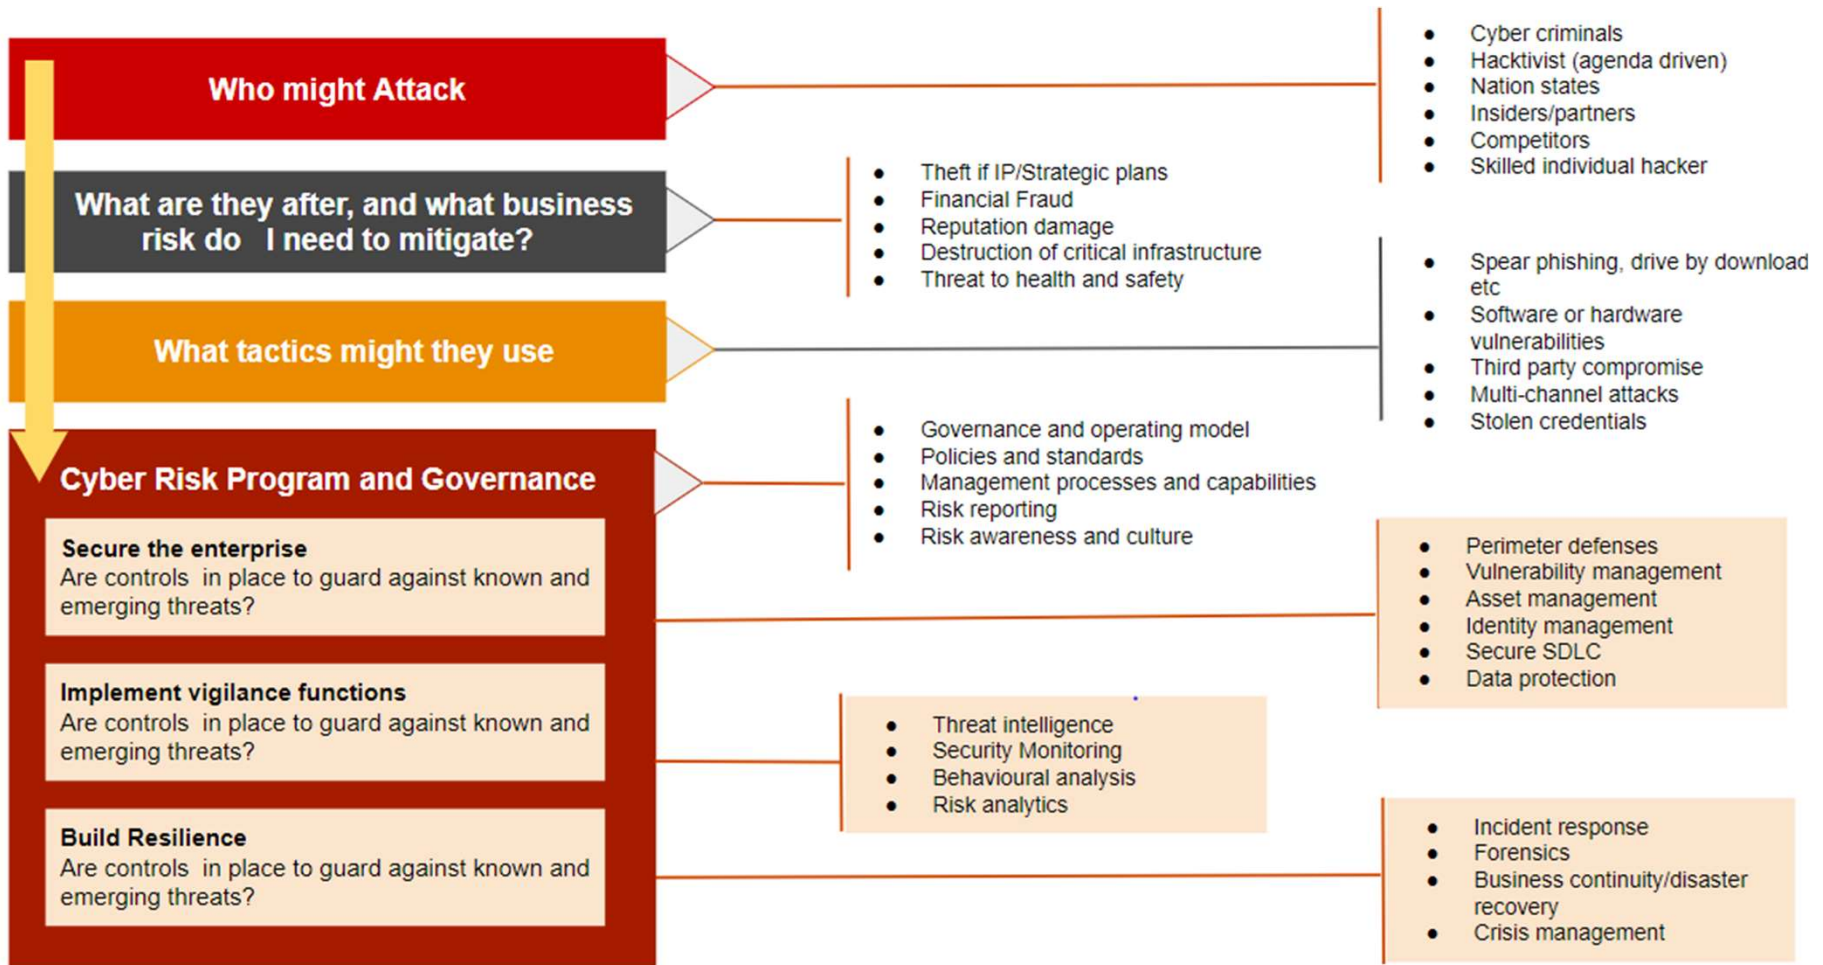 Who might Attack
● Cyber criminals
● Hacktivist (agenda driven)
● Nation states
● Insiders/partners
● Competitors
● Skilled individual hacker
What are they after, and what business
risk do I need to mitigate?
● Theft if IP/Strategic plans
● Financial Fraud
● Reputation damage
● Destruction of critical infrastructure
● Threat to health and safety
What tactics might they use
● Spear phishing, drive by download
etc
● Software or hardware
vulnerabilities
● Third party compromise
● Multi-channel attacks
● Stolen credentials
Cyber Risk Program and Governance
● Governance and operating model
● Policies and standards
● Management processes and capabilities
● Risk reporting
● Risk awareness and culture
Secure the enterprise
Are controls in place to guard against known and
emerging threats?
● Perimeter defenses
● Vulnerability management
● Asset management
● Identity management
● Secure SDLC
● Data protection
Implement vigilance functions
Are controls in place to guard against known and
emerging threats?
● Threat intelligence
● Security Monitoring
● Behavioural analysis
● Risk analytics
Build Resilience
Are controls in place to guard against known and
emerging threats?
● Incident response
● Forensics
● Business continuity/disaster
recovery
● Crisis management